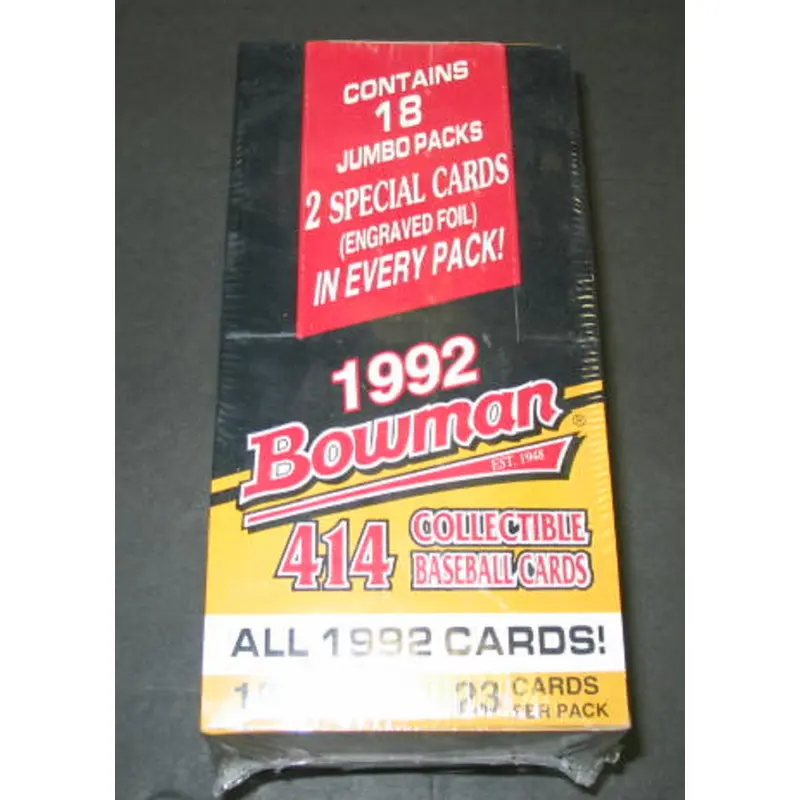 CONTAINS
18
JUMBO PACKS
2 SPECIAL CARDS
(ENGRAVED FOIL)
IN EVERY PACK!
1992
Bowman®
EST. 1948
414 COLLECTIBLE
BASEBALL CARDS
ALL 1992 CARDS!
23 CARDS
PER PACK